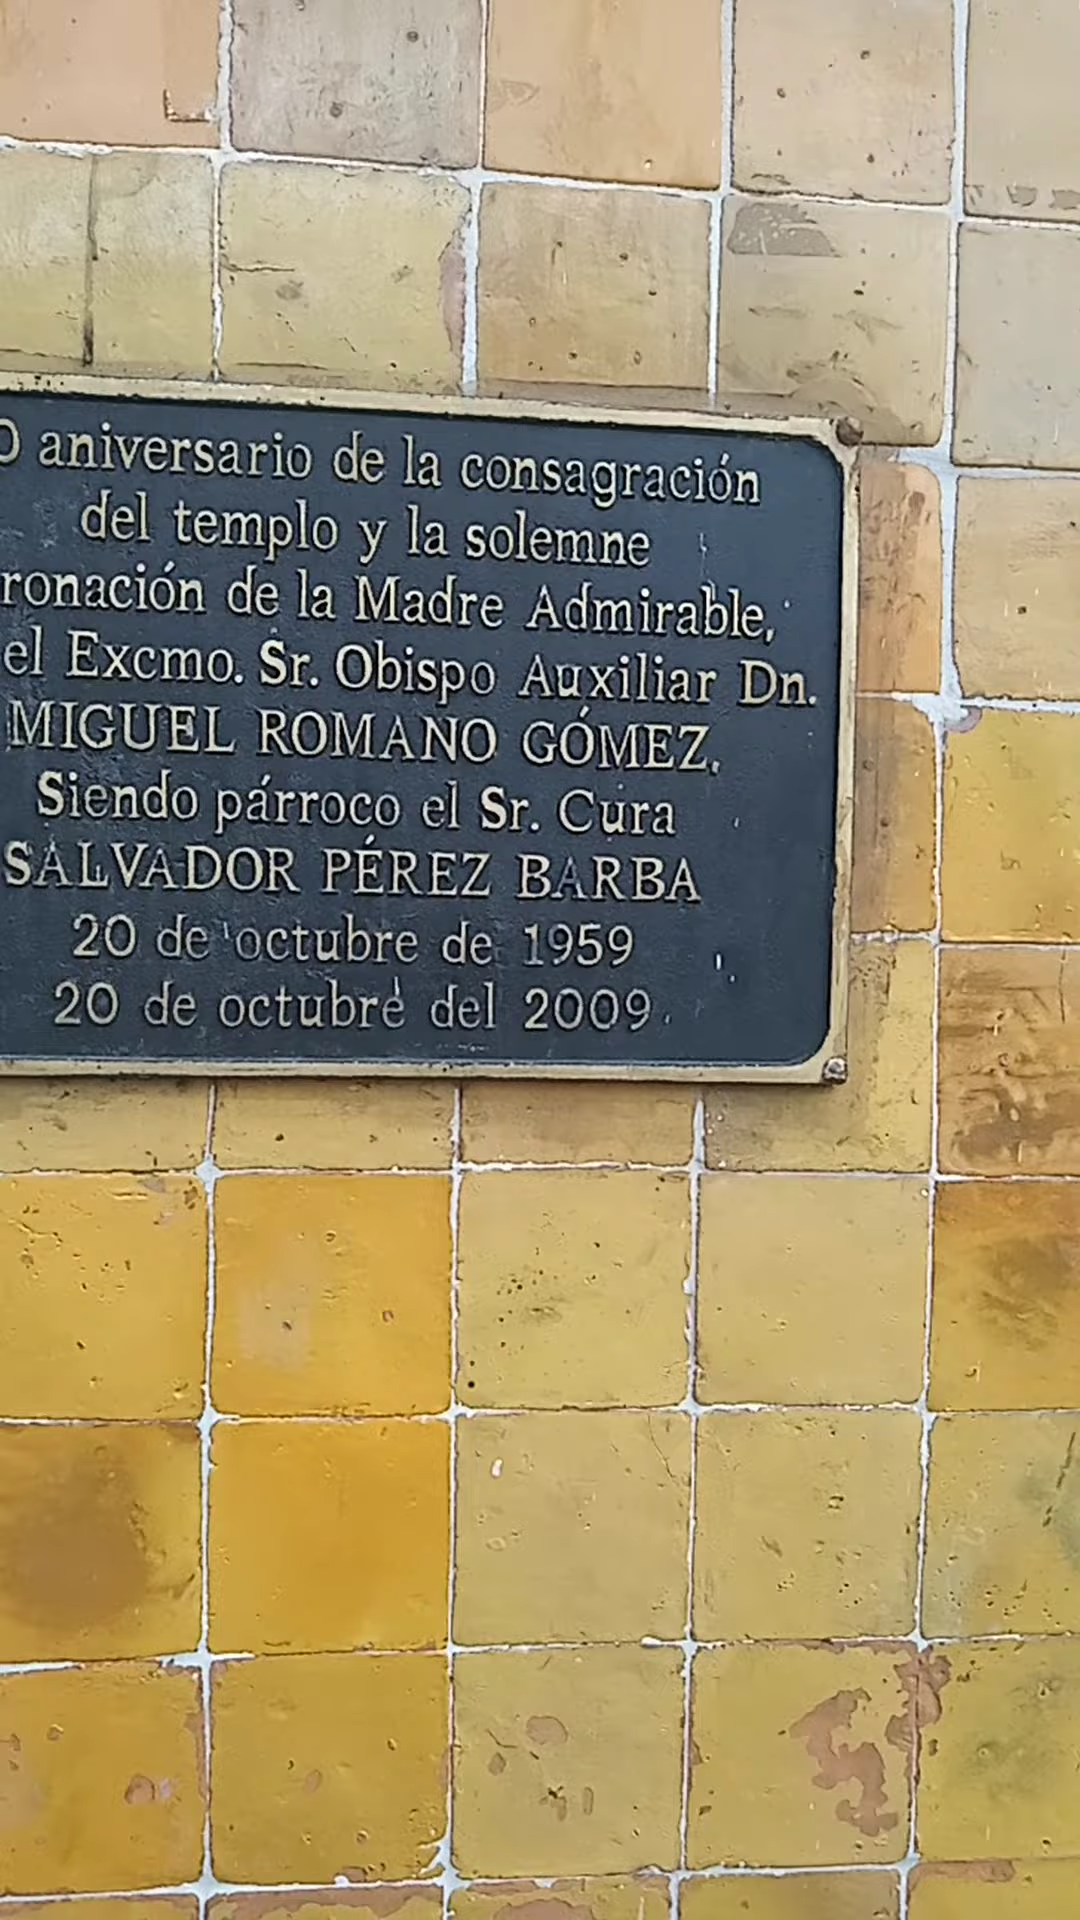 aniversario de la consagración
del templo y la solemne
ronación de la Madre Admirable,
el Excmo. Sr. Obispo Auxiliar Dn.
MIGUEL ROMANO GÓMEZ.
Siendo párroco el Sr. Cura
SALVADOR PÉREZ BARBA
20 de octubre de 1959
20 de octubre del 2009